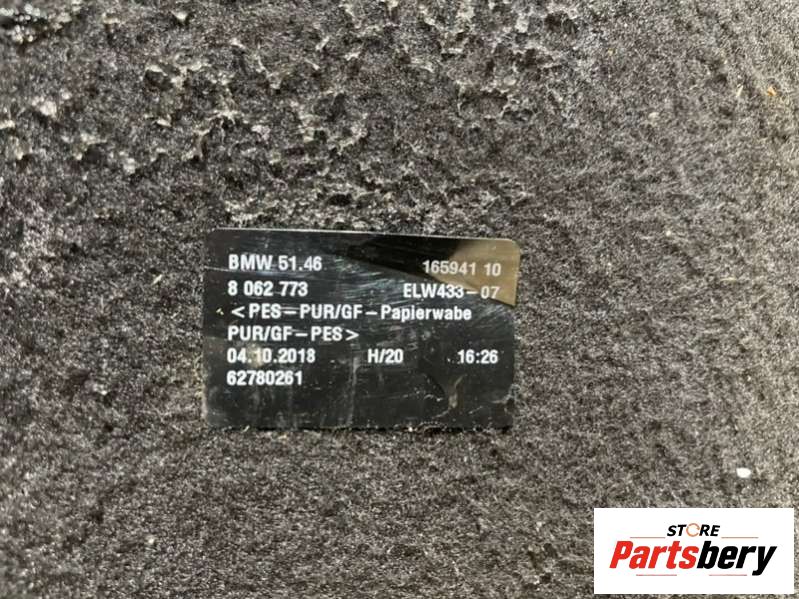 BMW 51.46 165941 10
8 062 773 ELW433-07
<PES-PUR/GF-Papierwabe
PUR/GF-PES>
04.10.2018 H/20 16:26
62780261
STORE
Partsbery